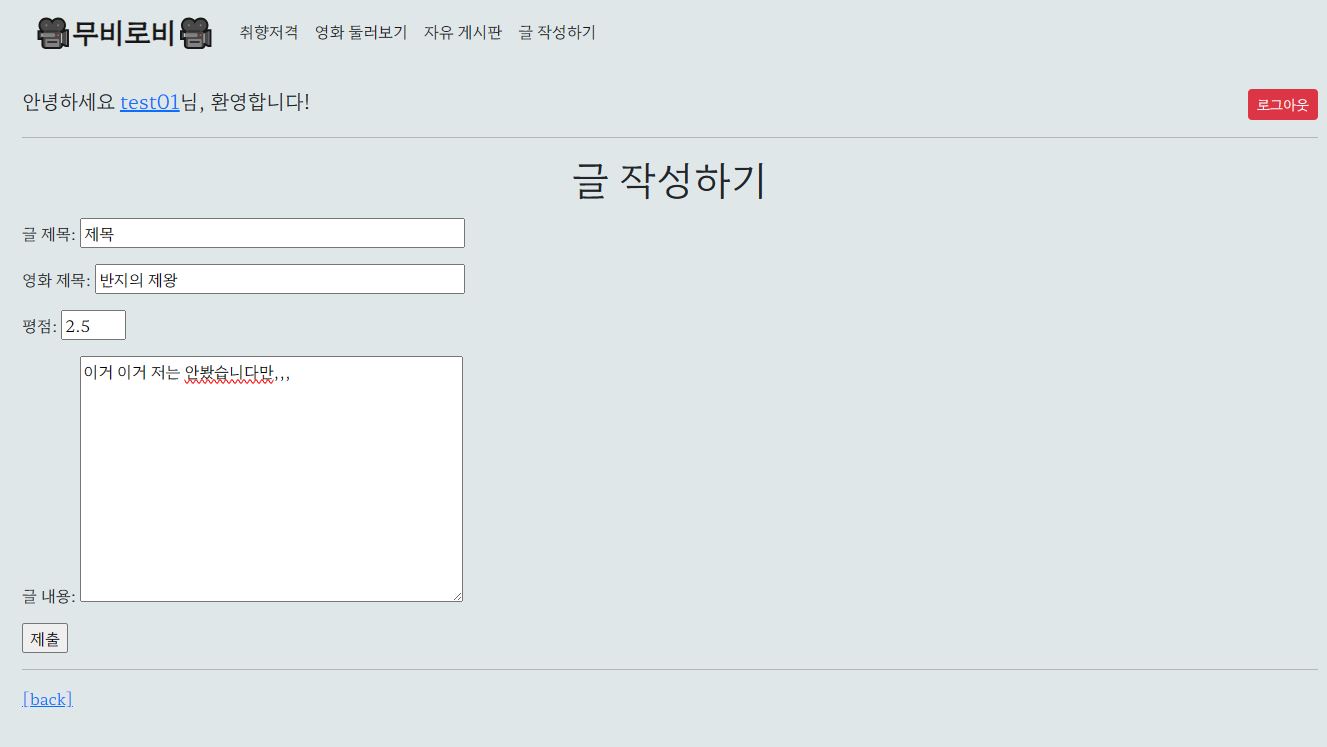 무비로비 취향저격 영화 둘러보기 자유 게시판 글 작성하기
안녕하세요 test01님, 환영합니다! 로그아웃
글 작성하기
글 제목: 제목
영화 제목: 반지의 제왕
평점: 2.5
이거 이거 저는 안봤습니다만,,,
글 내용:
제출
[back]